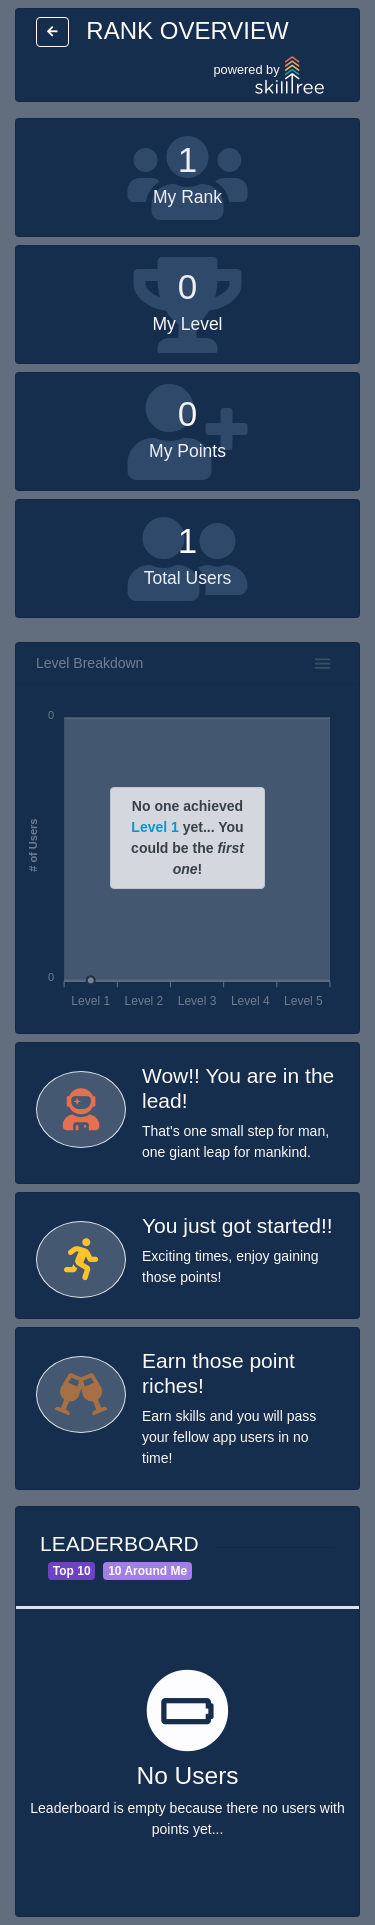 RANK OVERVIEW
powered by
skilltree
1
My Rank
0
My Level
0
My Points
1
Total Users
Level Breakdown
0
# of Users
No one achieved
Level 1 yet... You
could be the first
one!
0
Level 1 Level 2 Level 3 Level 4 Level 5
Wow!! You are in the
lead!
That's one small step for man,
one giant leap for mankind.
You just got started!!
Exciting times, enjoy gaining
those points!
Earn those point
riches!
Earn skills and you will pass
your fellow app users in no
time!
LEADERBOARD
Top 10 10 Around Me
No Users
Leaderboard is empty because there no users with
points yet...